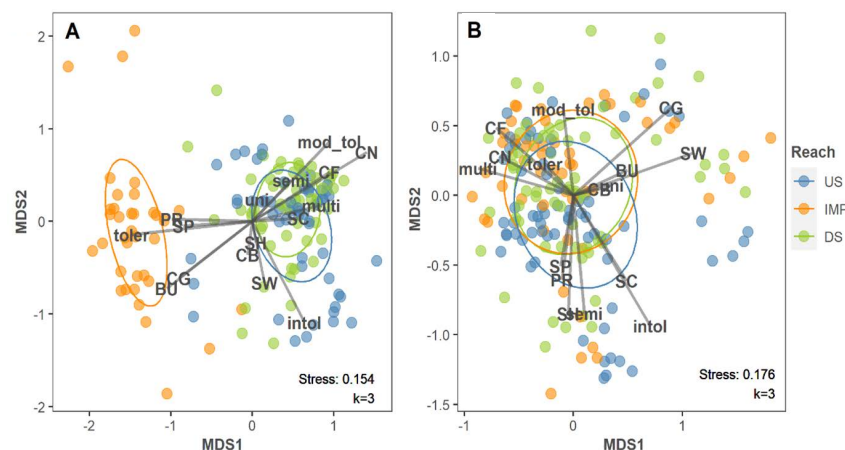 A
2
1
0
-1
-2
MDS2
mod_tol
CN
CF
semi
uni
multi
PR
SP
SC
toler
SH
CB
CG
SW
BU
intol
Stress: 0.154
k=3
-2
-1
0
1
MDS1
B
1.0
0.5
0.0
-0.5
-1.0
-1.5
MDS2
mod_tol
CG
CF
CN
SW
multi
toler
BU
uni
CB
SP
PR
SC
SH
semi
intol
Stress: 0.176
k=3
-1
0
1
MDS1
Reach
US
IMP
DS